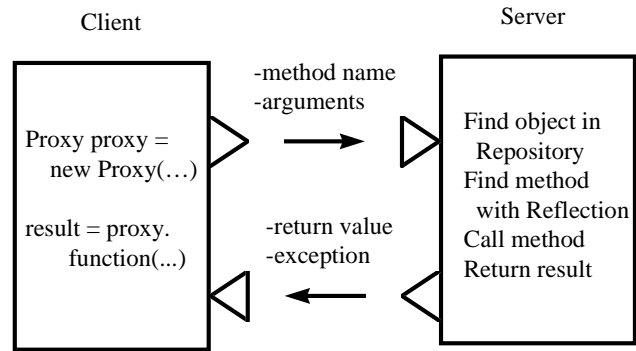 Client
Server
Proxy proxy =
new Proxy(…)
result = proxy.
function(...)
-method name
-arguments
-return value
-exception
Find object in
Repository
Find method
with Reflection
Call method
Return result